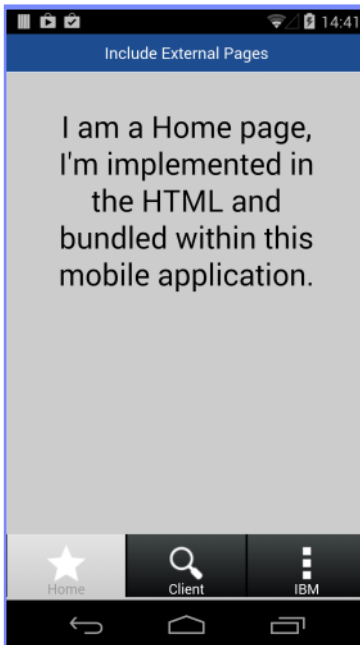 14:41
Include External Pages
I am a Home page,
I'm implemented in
the HTML and
bundled within this
mobile application.
Home
Client
IBM